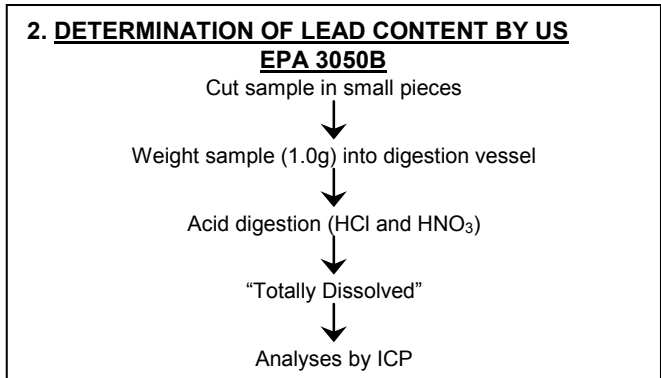 2. DETERMINATION OF LEAD CONTENT BY US
EPA 3050B
Cut sample in small pieces
Weight sample (1.0g) into digestion vessel
Acid digestion (HCl and HNO₃)
“Totally Dissolved”
Analyses by ICP